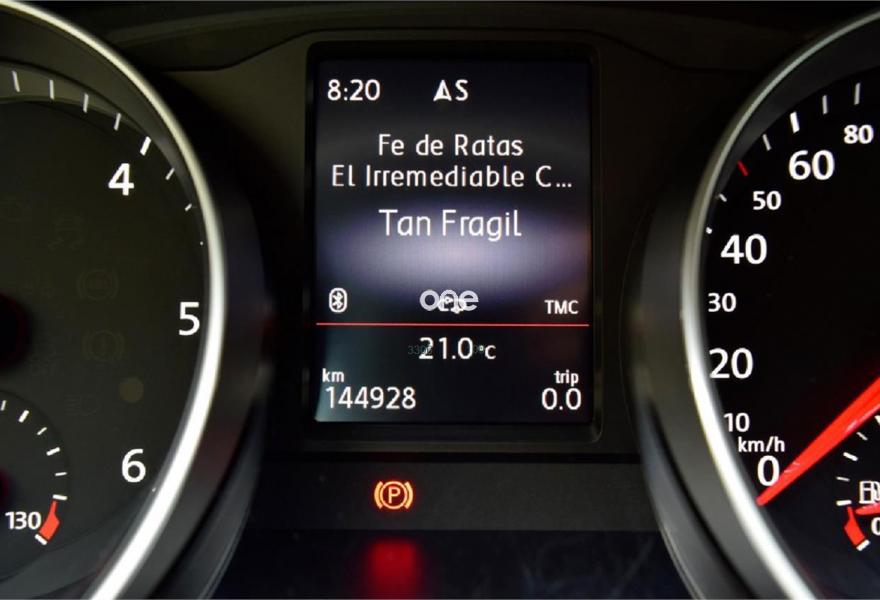 8:20 S
Fe de Ratas
El Irremediable C...
Tan Fragil
one
TMC
21.0°c
km
trip
144928
0.0
4
5
6
130
P
80
60
50
40
30
20
10
km/h
0